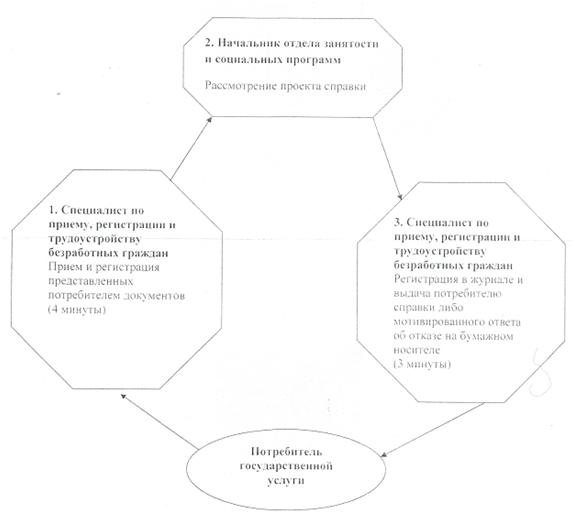 2. Начальник отдела занятости
и социальных программ
Рассмотрение проекта справки
1. Специалист по
приему, регистрации и
трудоустройству
безработных граждан
Прием и регистрация
представленных
потребителем документов
(4 минуты)
3. Специалист по
приему, регистрации и
трудоустройству
безработных граждан
Регистрация в журнале и
выдача потребителю
справки либо
мотивированного ответа
об отказе на бумажном
носителе
(3 минуты)
Потребитель
государственной
услуги